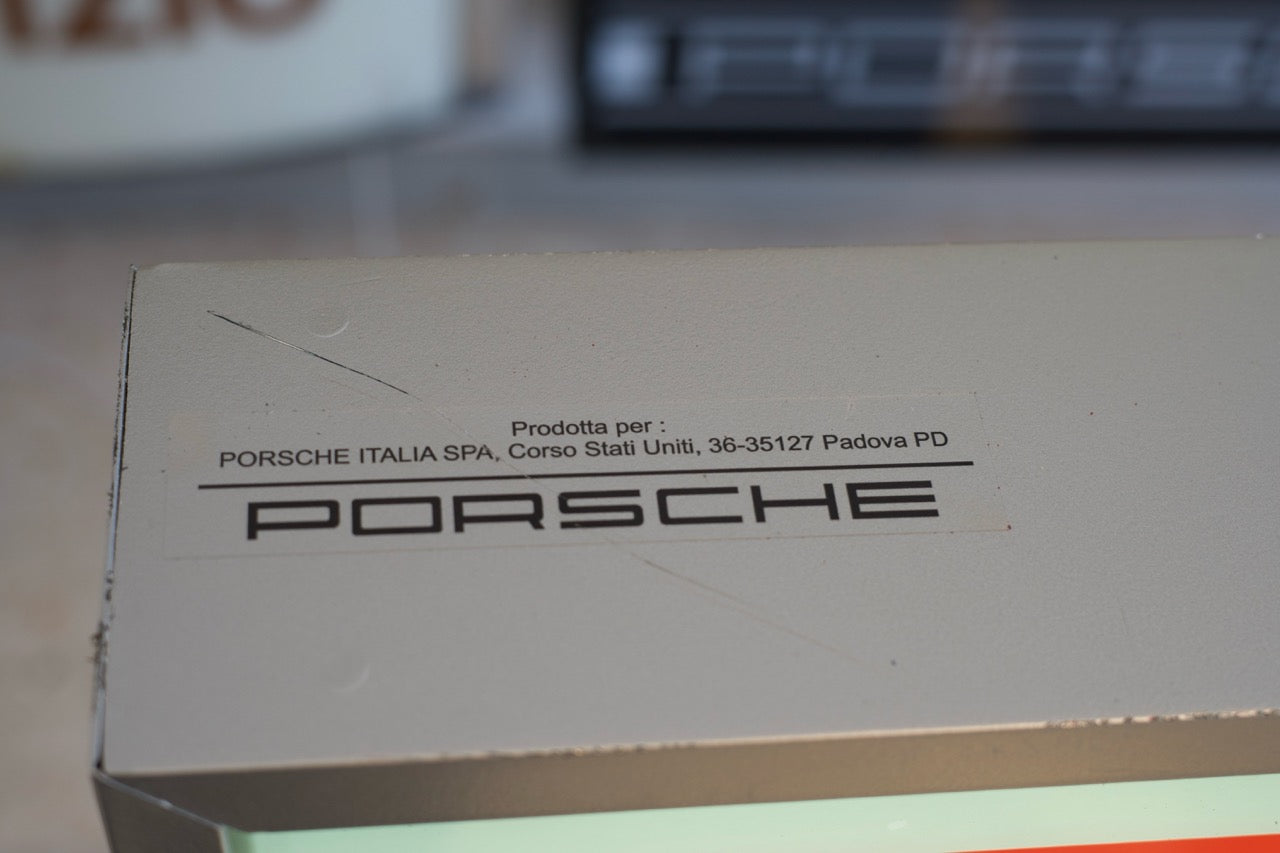 Prodotta per :
PORSCHE ITALIA SPA, Corso Stati Uniti, 36-35127 Padova PD
PORSCHE